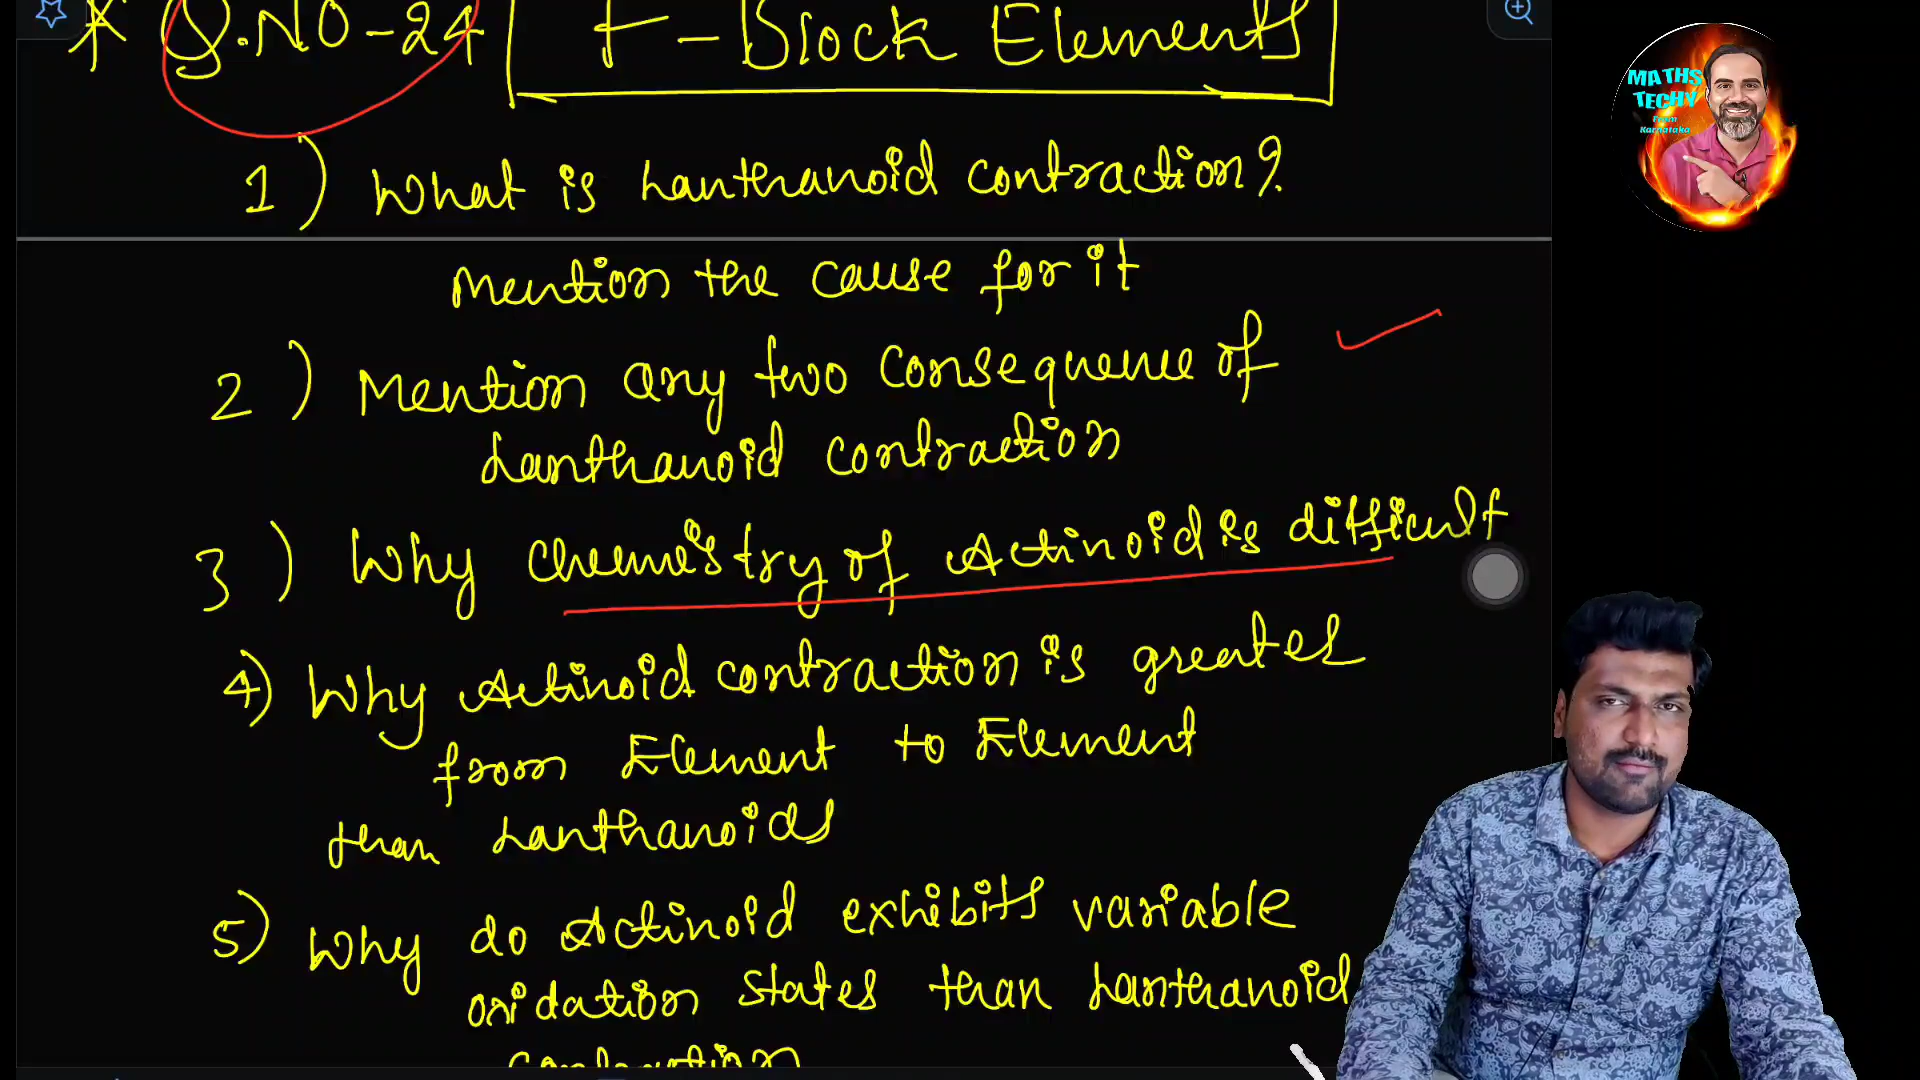 * Q.NO-24 f-Block Elements
MATHS
TECHY
From
Karnataka
1) What is Lanthanoid contraction?
Mention the cause for it
2) Mention any two consequence of
Lanthanoid contraction
3) Why chemistry of Actinoid is difficult
4) Why Actinoid contraction is greater
from Element to Element
than Lanthanoids
5) Why do Actinoid exhibits variable
oxidation states than Lanthanoid